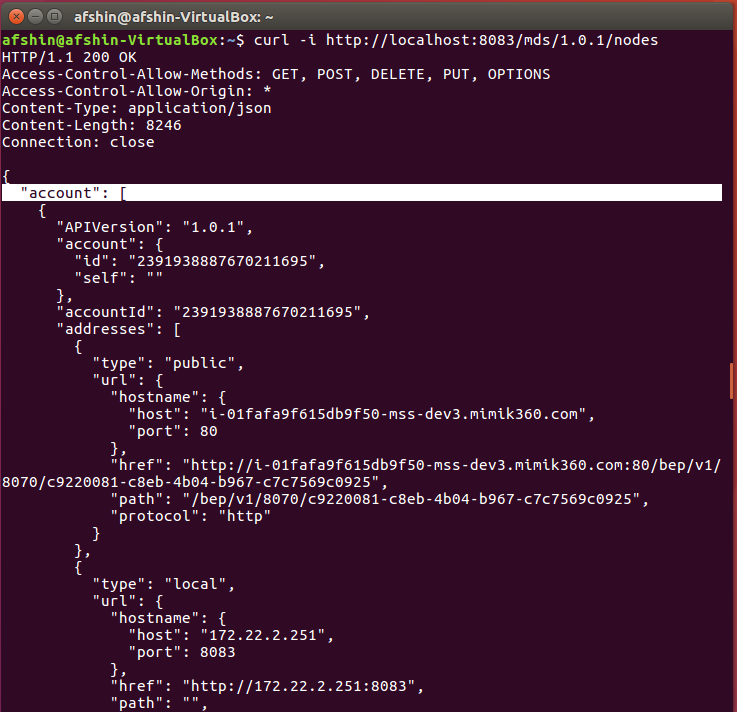 afshin@afshin-VirtualBox: ~
afshin@afshin-VirtualBox:~$ curl -i http://localhost:8083/mds/1.0.1/nodes
HTTP/1.1 200 OK
Access-Control-Allow-Methods: GET, POST, DELETE, PUT, OPTIONS
Access-Control-Allow-Origin: *
Content-Type: application/json
Content-Length: 8246
Connection: close

{
  "account": [
    {
      "APIVersion": "1.0.1",
      "account": {
        "id": "2391938887670211695",
        "self": ""
      },
      "accountId": "2391938887670211695",
      "addresses": [
        {
          "type": "public",
          "url": {
            "hostname": {
              "host": "i-01fafa9f615db9f50-mss-dev3.mimik360.com",
              "port": 80
            },
            "href": "http://i-01fafa9f615db9f50-mss-dev3.mimik360.com:80/bep/v1/
8070/c9220081-c8eb-4b04-b967-c7c7569c0925",
            "path": "/bep/v1/8070/c9220081-c8eb-4b04-b967-c7c7569c0925",
            "protocol": "http"
          }
        },
        {
          "type": "local",
          "url": {
            "hostname": {
              "host": "172.22.2.251",
              "port": 8083
            },
            "href": "http://172.22.2.251:8083",
            "path": "",